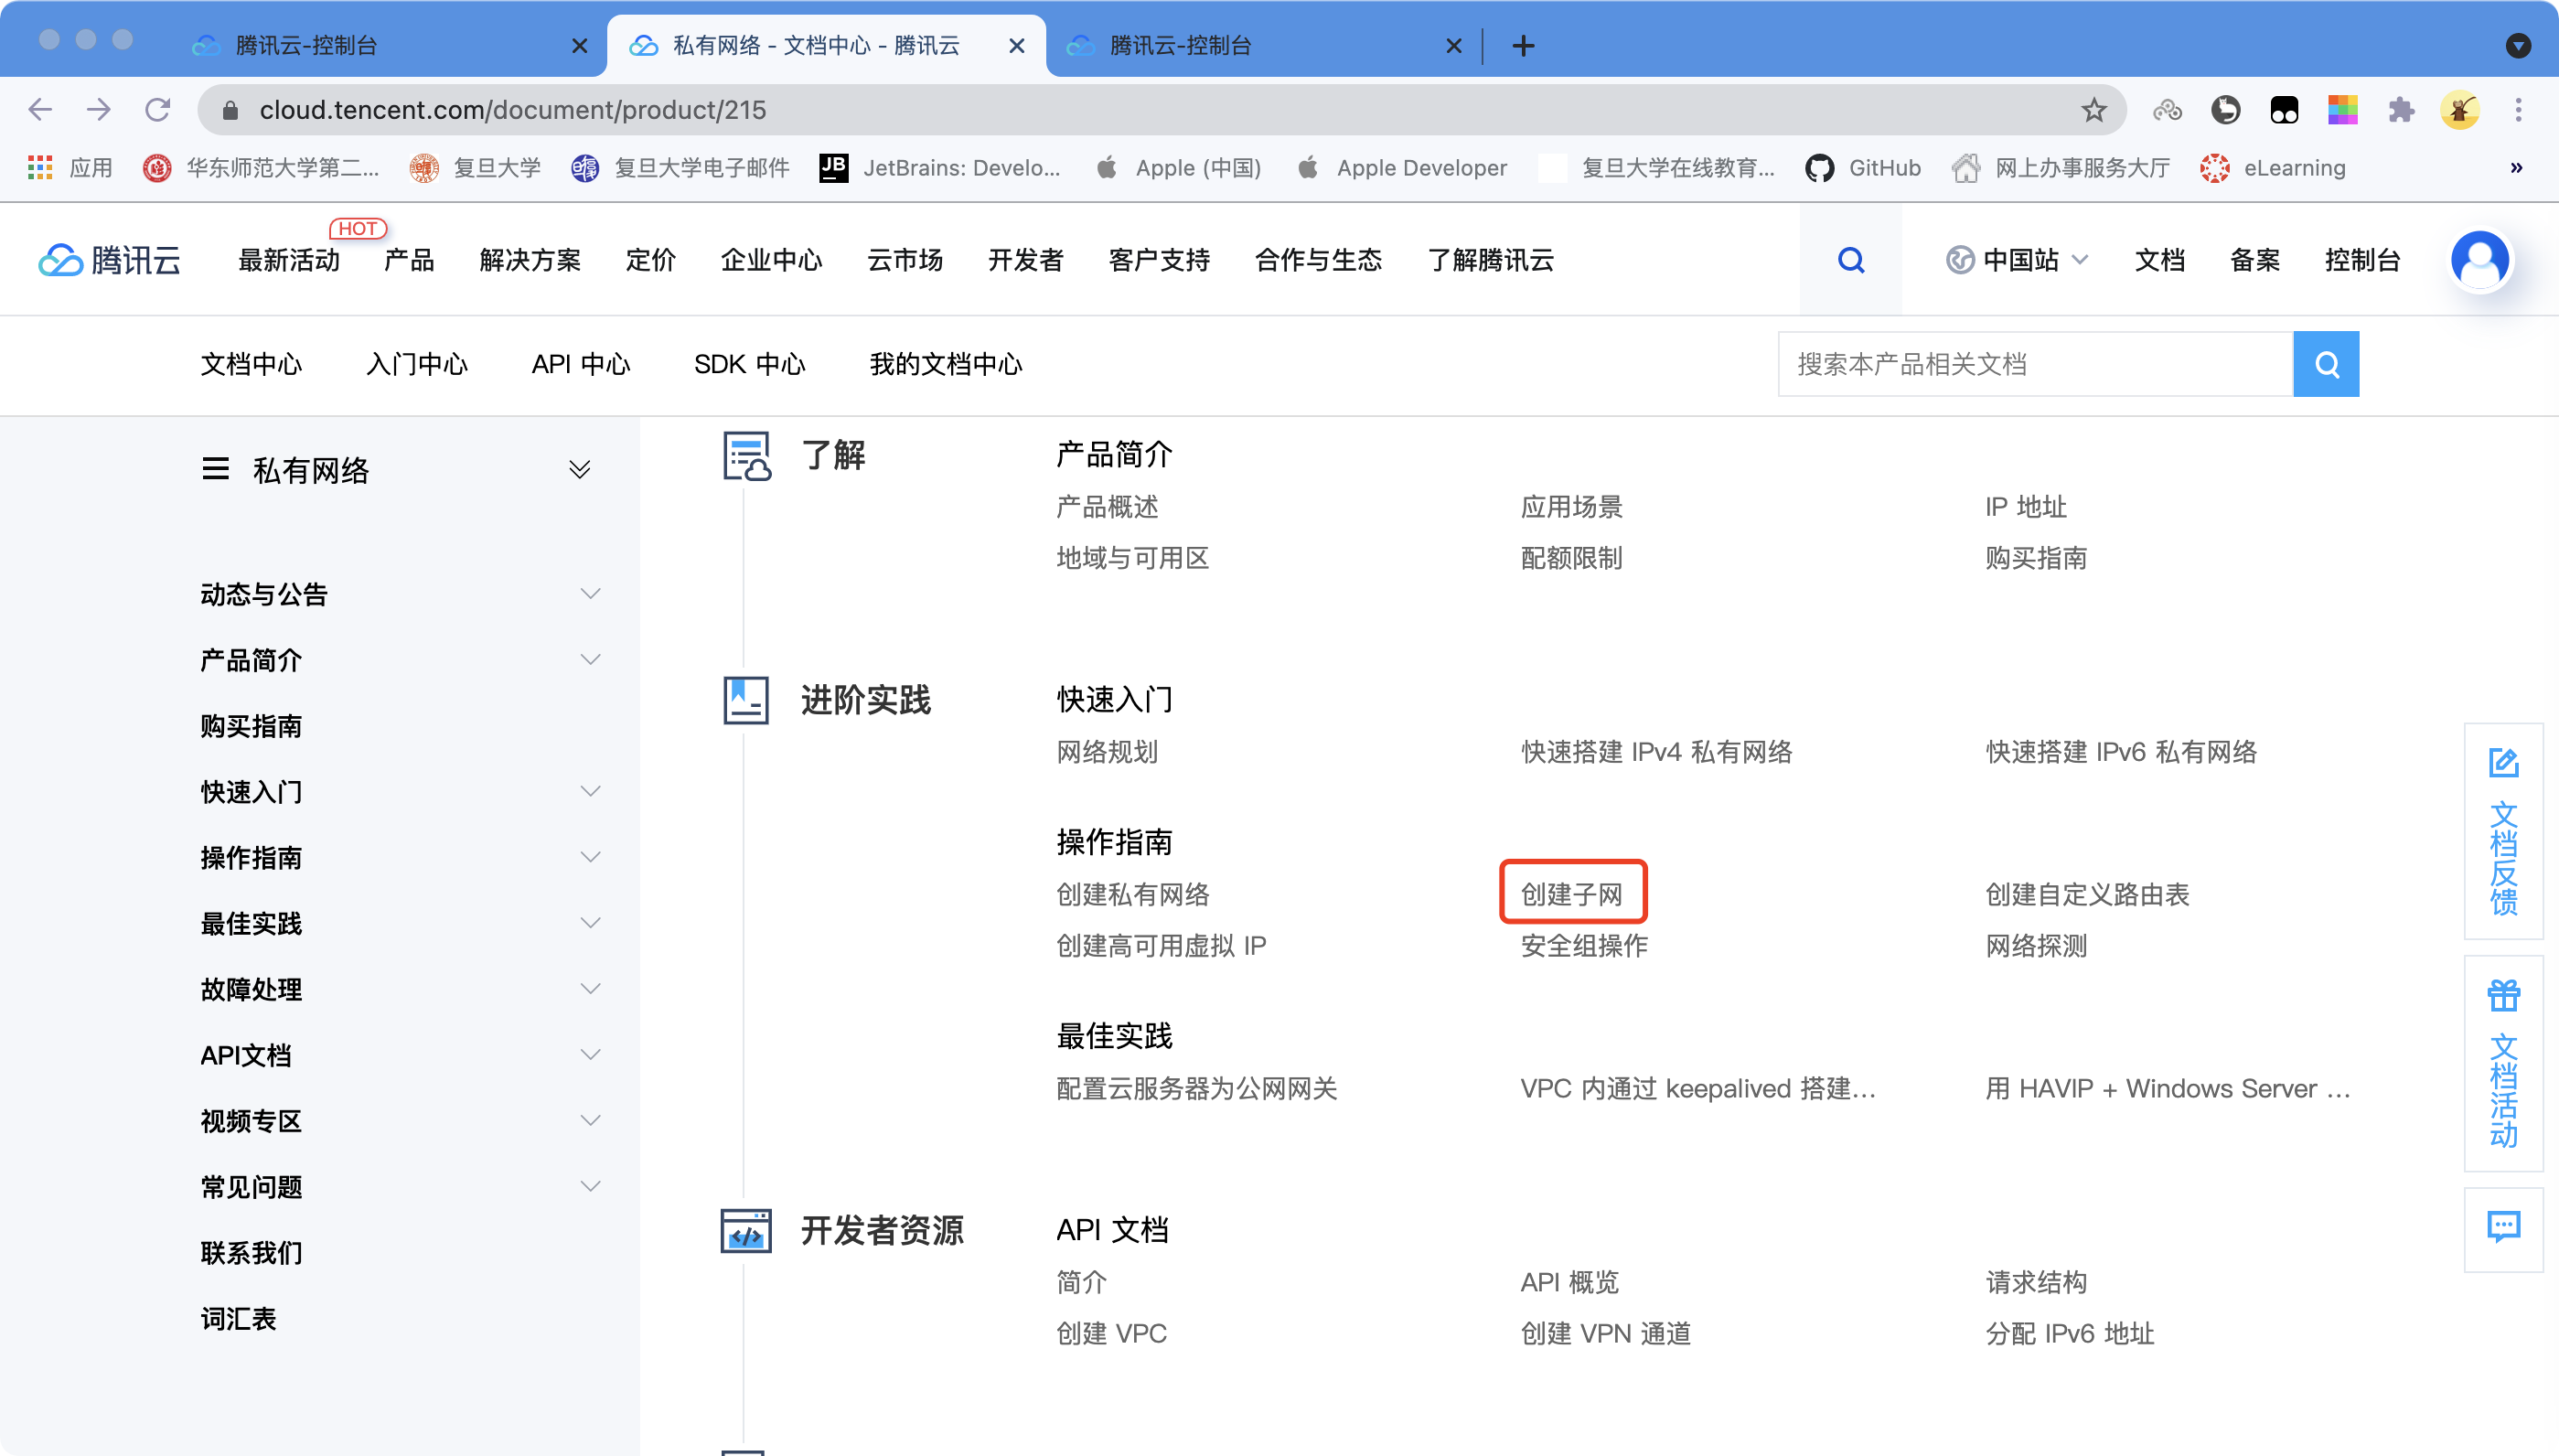 腾讯云-控制台
私有网络 - 文档中心 - 腾讯云
腾讯云-控制台
cloud.tencent.com/document/product/215
应用
华东师范大学第二...
复旦大学
复旦大学电子邮件
JB
JetBrains: Develo...
Apple (中国)
Apple Developer
复旦大学在线教育...
GitHub
网上办事服务大厅
eLearning
»
腾讯云
最新活动
HOT
产品
解决方案
定价
企业中心
云市场
开发者
客户支持
合作与生态
了解腾讯云
中国站
文档
备案
控制台
文档中心
入门中心
API 中心
SDK 中心
我的文档中心
搜索本产品相关文档
私有网络
动态与公告
产品简介
购买指南
快速入门
操作指南
最佳实践
故障处理
API文档
视频专区
常见问题
联系我们
词汇表
了解
产品简介
产品概述
应用场景
IP 地址
地域与可用区
配额限制
购买指南
进阶实践
快速入门
网络规划
快速搭建 IPv4 私有网络
快速搭建 IPv6 私有网络
操作指南
创建私有网络
创建子网
创建自定义路由表
创建高可用虚拟 IP
安全组操作
网络探测
最佳实践
配置云服务器为公网网关
VPC 内通过 keepalived 搭建...
用 HAVIP + Windows Server ...
开发者资源
API 文档
简介
API 概览
请求结构
创建 VPC
创建 VPN 通道
分配 IPv6 地址
文档反馈
文档活动